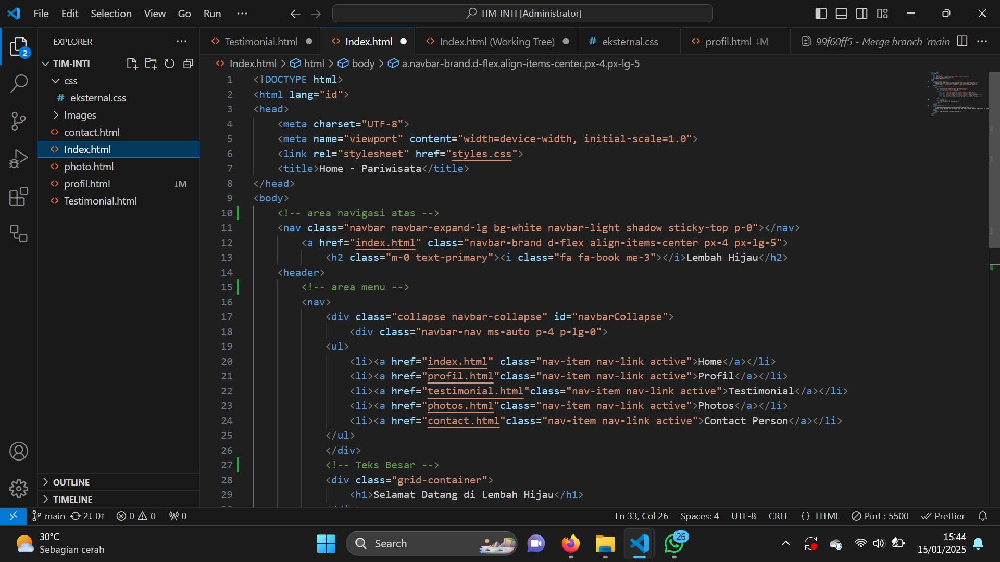 File Edit Selection View Go Run ··· TIM-INTI [Administrator]
EXPLORER ···
Testimonial.html
Index.html
Index.html (Working Tree)
# eksternal.css
profil.html ↓M
99f60ff5 - Merge branch 'main
TIM-INTI
css
# eksternal.css
Images
contact.html
Index.html
photo.html
profil.html ↓M
Testimonial.html
OUTLINE
TIMELINE
2
Index.html > html > body > a.navbar-brand.d-flex.align-items-center.px-4.px-lg-5
1 <!DOCTYPE html>
2 <html lang="id">
3 <head>
4 <meta charset="UTF-8">
5 <meta name="viewport" content="width=device-width, initial-scale=1.0">
6 <link rel="stylesheet" href="styles.css">
7 <title>Home - Pariwisata</title>
8 </head>
9 <body>
10 <!-- area navigasi atas -->
11 <nav class="navbar navbar-expand-lg bg-white navbar-light shadow sticky-top p-0"></nav>
12 <a href="index.html" class="navbar-brand d-flex align-items-center px-4 px-lg-5">
13 <h2 class="m-0 text-primary"><i class="fa fa-book me-3"></i>Lembah Hijau</h2>
14 <header>
15 <!-- area menu -->
16 <nav>
17 <div class="collapse navbar-collapse" id="navbarCollapse">
18 <div class="navbar-nav ms-auto p-4 p-lg-0">
19 <ul>
20 <li><a href="index.html" class="nav-item nav-link active">Home</a></li>
21 <li><a href="profil.html"class="nav-item nav-link active">Profil</a></li>
22 <li><a href="testimonial.html"class="nav-item nav-link active">Testimonial</a></li>
23 <li><a href="photos.html"class="nav-item nav-link active">Photos</a></li>
24 <li><a href="contact.html"class="nav-item nav-link active">Contact Person</a></li>
25 </ul>
26 </div>
27 <!-- Teks Besar -->
28 <div class="grid-container">
29 <h1>Selamat Datang di Lembah Hijau</h1>
main 2↓ 0↑ 0 0 0 Ln 33, Col 26 Spaces: 4 UTF-8 CRLF {} HTML Port : 5500 Prettier
30°C
Sebagian cerah
Search
26
15:44
15/01/2025